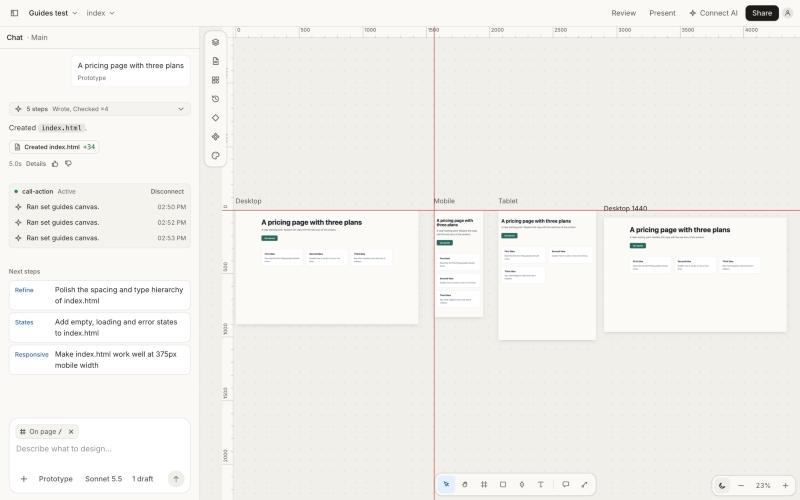 Guides test
index
Review
Present
Connect AI
Share
Chat · Main
A pricing page with three plans
Prototype
5 steps Wrote, Checked ×4
Created index.html.
Created index.html +34
5.0s Details
call-action Active Disconnect
Ran set guides canvas. 02:50 PM
Ran set guides canvas. 02:52 PM
Ran set guides canvas. 02:53 PM
Next steps
Refine Polish the spacing and type hierarchy
of index.html
States Add empty, loading and error states
to index.html
Responsive Make index.html work well at 375px
mobile width
On page /
Describe what to design...
Prototype Sonnet 5.5 1 draft
0 500 1000 1500 2000 2500 3000 3500 4000
0
500
1000
1500
2000
Desktop
A pricing page with three plans
Mobile
A pricing page with
three plans
Tablet
A pricing page with three plans
Desktop 1440
A pricing page with three plans
23%